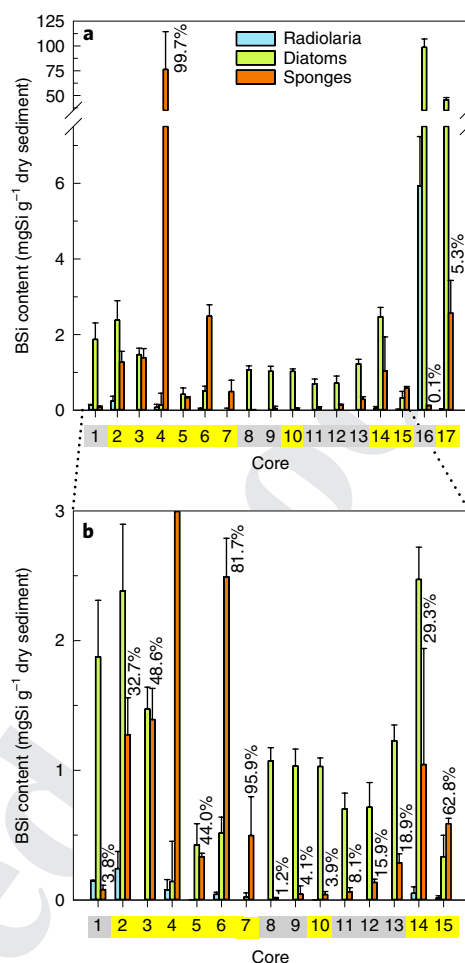 a
Radiolaria
Diatoms
Sponges
BSi content (mgSi g−1 dry sediment)
125
100
75
50
6
4
2
0
99.7%
0.1%
5.3%
1 2 3 4 5 6 7 8 9 10 11 12 13 14 15 16 17
Core
b
BSi content (mgSi g−1 dry sediment)
3
2
1
0
3.8%
32.7%
48.6%
44.0%
81.7%
95.9%
1.2%
4.1%
3.9%
8.1%
15.9%
18.9%
29.3%
62.8%
1 2 3 4 5 6 7 8 9 10 11 12 13 14 15
Core